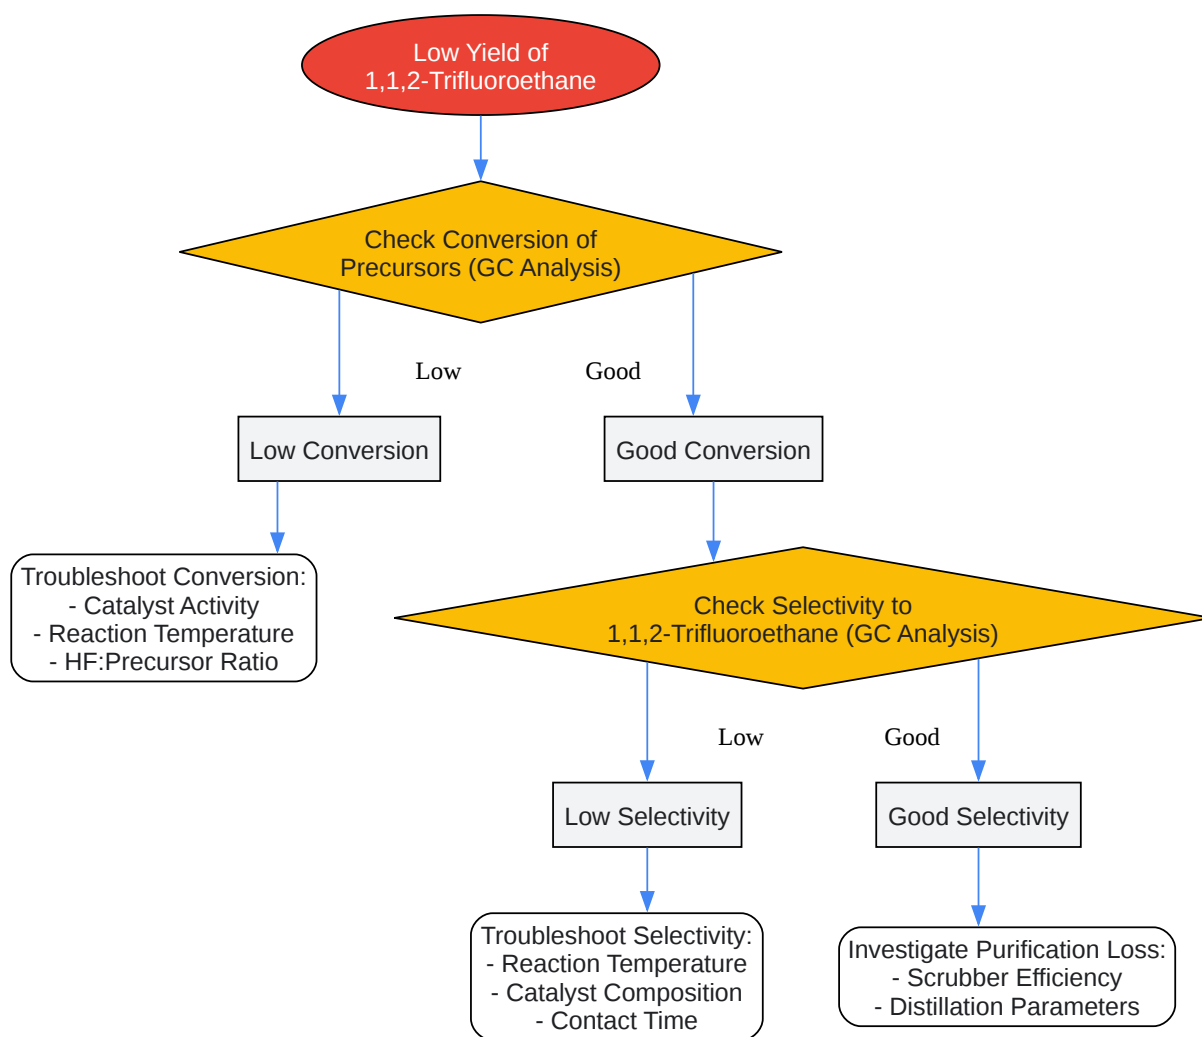 Low Yield of
1,1,2-Trifluoroethane
Check Conversion of
Precursors (GC Analysis)
Low
Good
Low Conversion
Good Conversion
Troubleshoot Conversion:
- Catalyst Activity
- Reaction Temperature
- HF:Precursor Ratio
Check Selectivity to
1,1,2-Trifluoroethane (GC Analysis)
Low
Good
Low Selectivity
Good Selectivity
Troubleshoot Selectivity:
- Reaction Temperature
- Catalyst Composition
- Contact Time
Investigate Purification Loss:
- Scrubber Efficiency
- Distillation Parameters